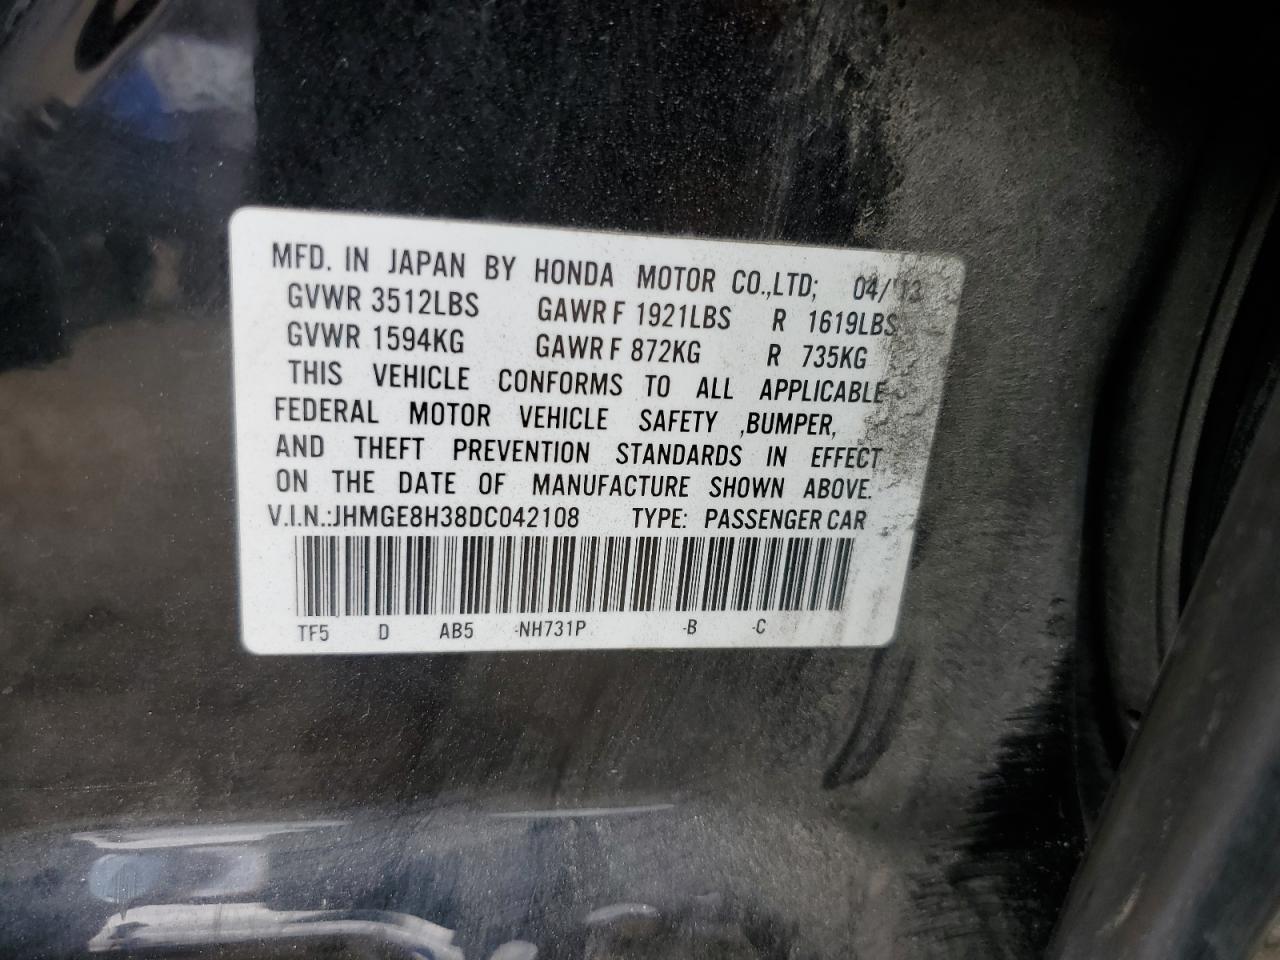 MFD. IN JAPAN BY HONDA MOTOR CO.,LTD; 04/13
GVWR 3512LBS GAWR F 1921LBS R 1619LBS
GVWR 1594KG GAWR F 872KG R 735KG
THIS VEHICLE CONFORMS TO ALL APPLICABLE
FEDERAL MOTOR VEHICLE SAFETY ,BUMPER,
AND THEFT PREVENTION STANDARDS IN EFFECT
ON THE DATE OF MANUFACTURE SHOWN ABOVE.
V.I.N.:JHMGE8H38DC042108 TYPE: PASSENGER CAR
TF5 D AB5 -NH731P -B -C